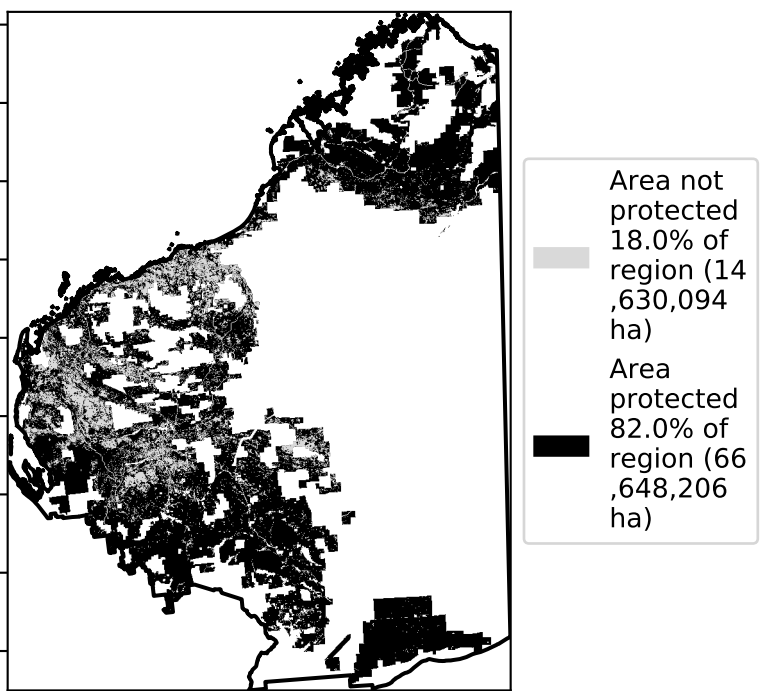 Area not
protected
18.0% of
region (14
,630,094
ha)
Area
protected
82.0% of
region (66
,648,206
ha)